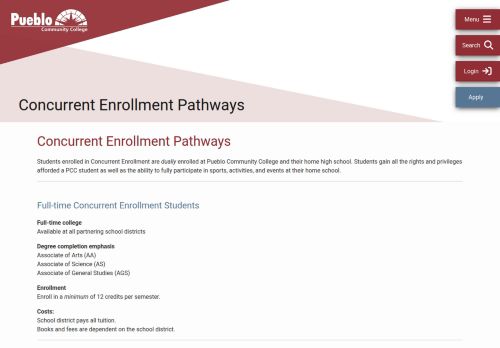 Pueblo
Community College
Menu
Search
Login
Apply
Concurrent Enrollment Pathways
Concurrent Enrollment Pathways
Students enrolled in Concurrent Enrollment are dually enrolled at Pueblo Community College and their home high school. Students gain all the rights and privileges
afforded a PCC student as well as the ability to fully participate in sports, activities, and events at their home school.
Full-time Concurrent Enrollment Students
Full-time college
Available at all partnering school districts
Degree completion emphasis
Associate of Arts (AA)
Associate of Science (AS)
Associate of General Studies (AGS)
Enrollment
Enroll in a minimum of 12 credits per semester.
Costs:
School district pays all tuition.
Books and fees are dependent on the school district.